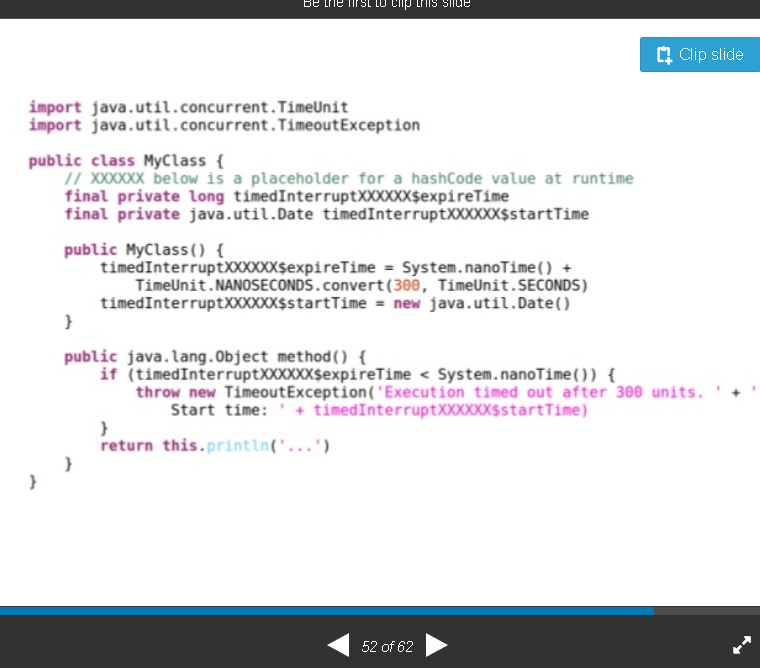 Be the first to clip this slide
Clip slide
import java.util.concurrent.TimeUnit
import java.util.concurrent.TimeoutException
public class MyClass {
// XXXXXX below is a placeholder for a hashCode value at runtime
final private long timedInterruptXXXXXX$expireTime
final private java.util.Date timedInterruptXXXXXX$startTime
public MyClass() {
timedInterruptXXXXXX$expireTime = System.nanoTime() +
TimeUnit.NANOSECONDS.convert(300, TimeUnit.SECONDS)
timedInterruptXXXXXX$startTime = new java.util.Date()
}
public java.lang.Object method() {
if (timedInterruptXXXXXX$expireTime < System.nanoTime()) {
throw new TimeoutException('Execution timed out after 300 units. ' + '
Start time: ' + timedInterruptXXXXXX$startTime)
}
return this.println('...')
}
}
52 of 62